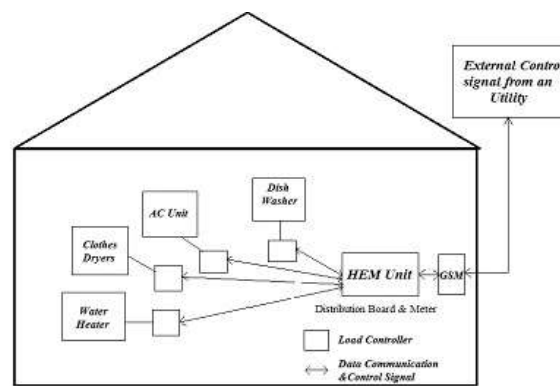 External Contro
signal from an
Utility
Dish
Washer
AC Unit
Clothes
Dryers
HEM Unit
GSM
Water
Heater
Distribution Board & Meter
Load Controller
Data Communication
&Control Signal